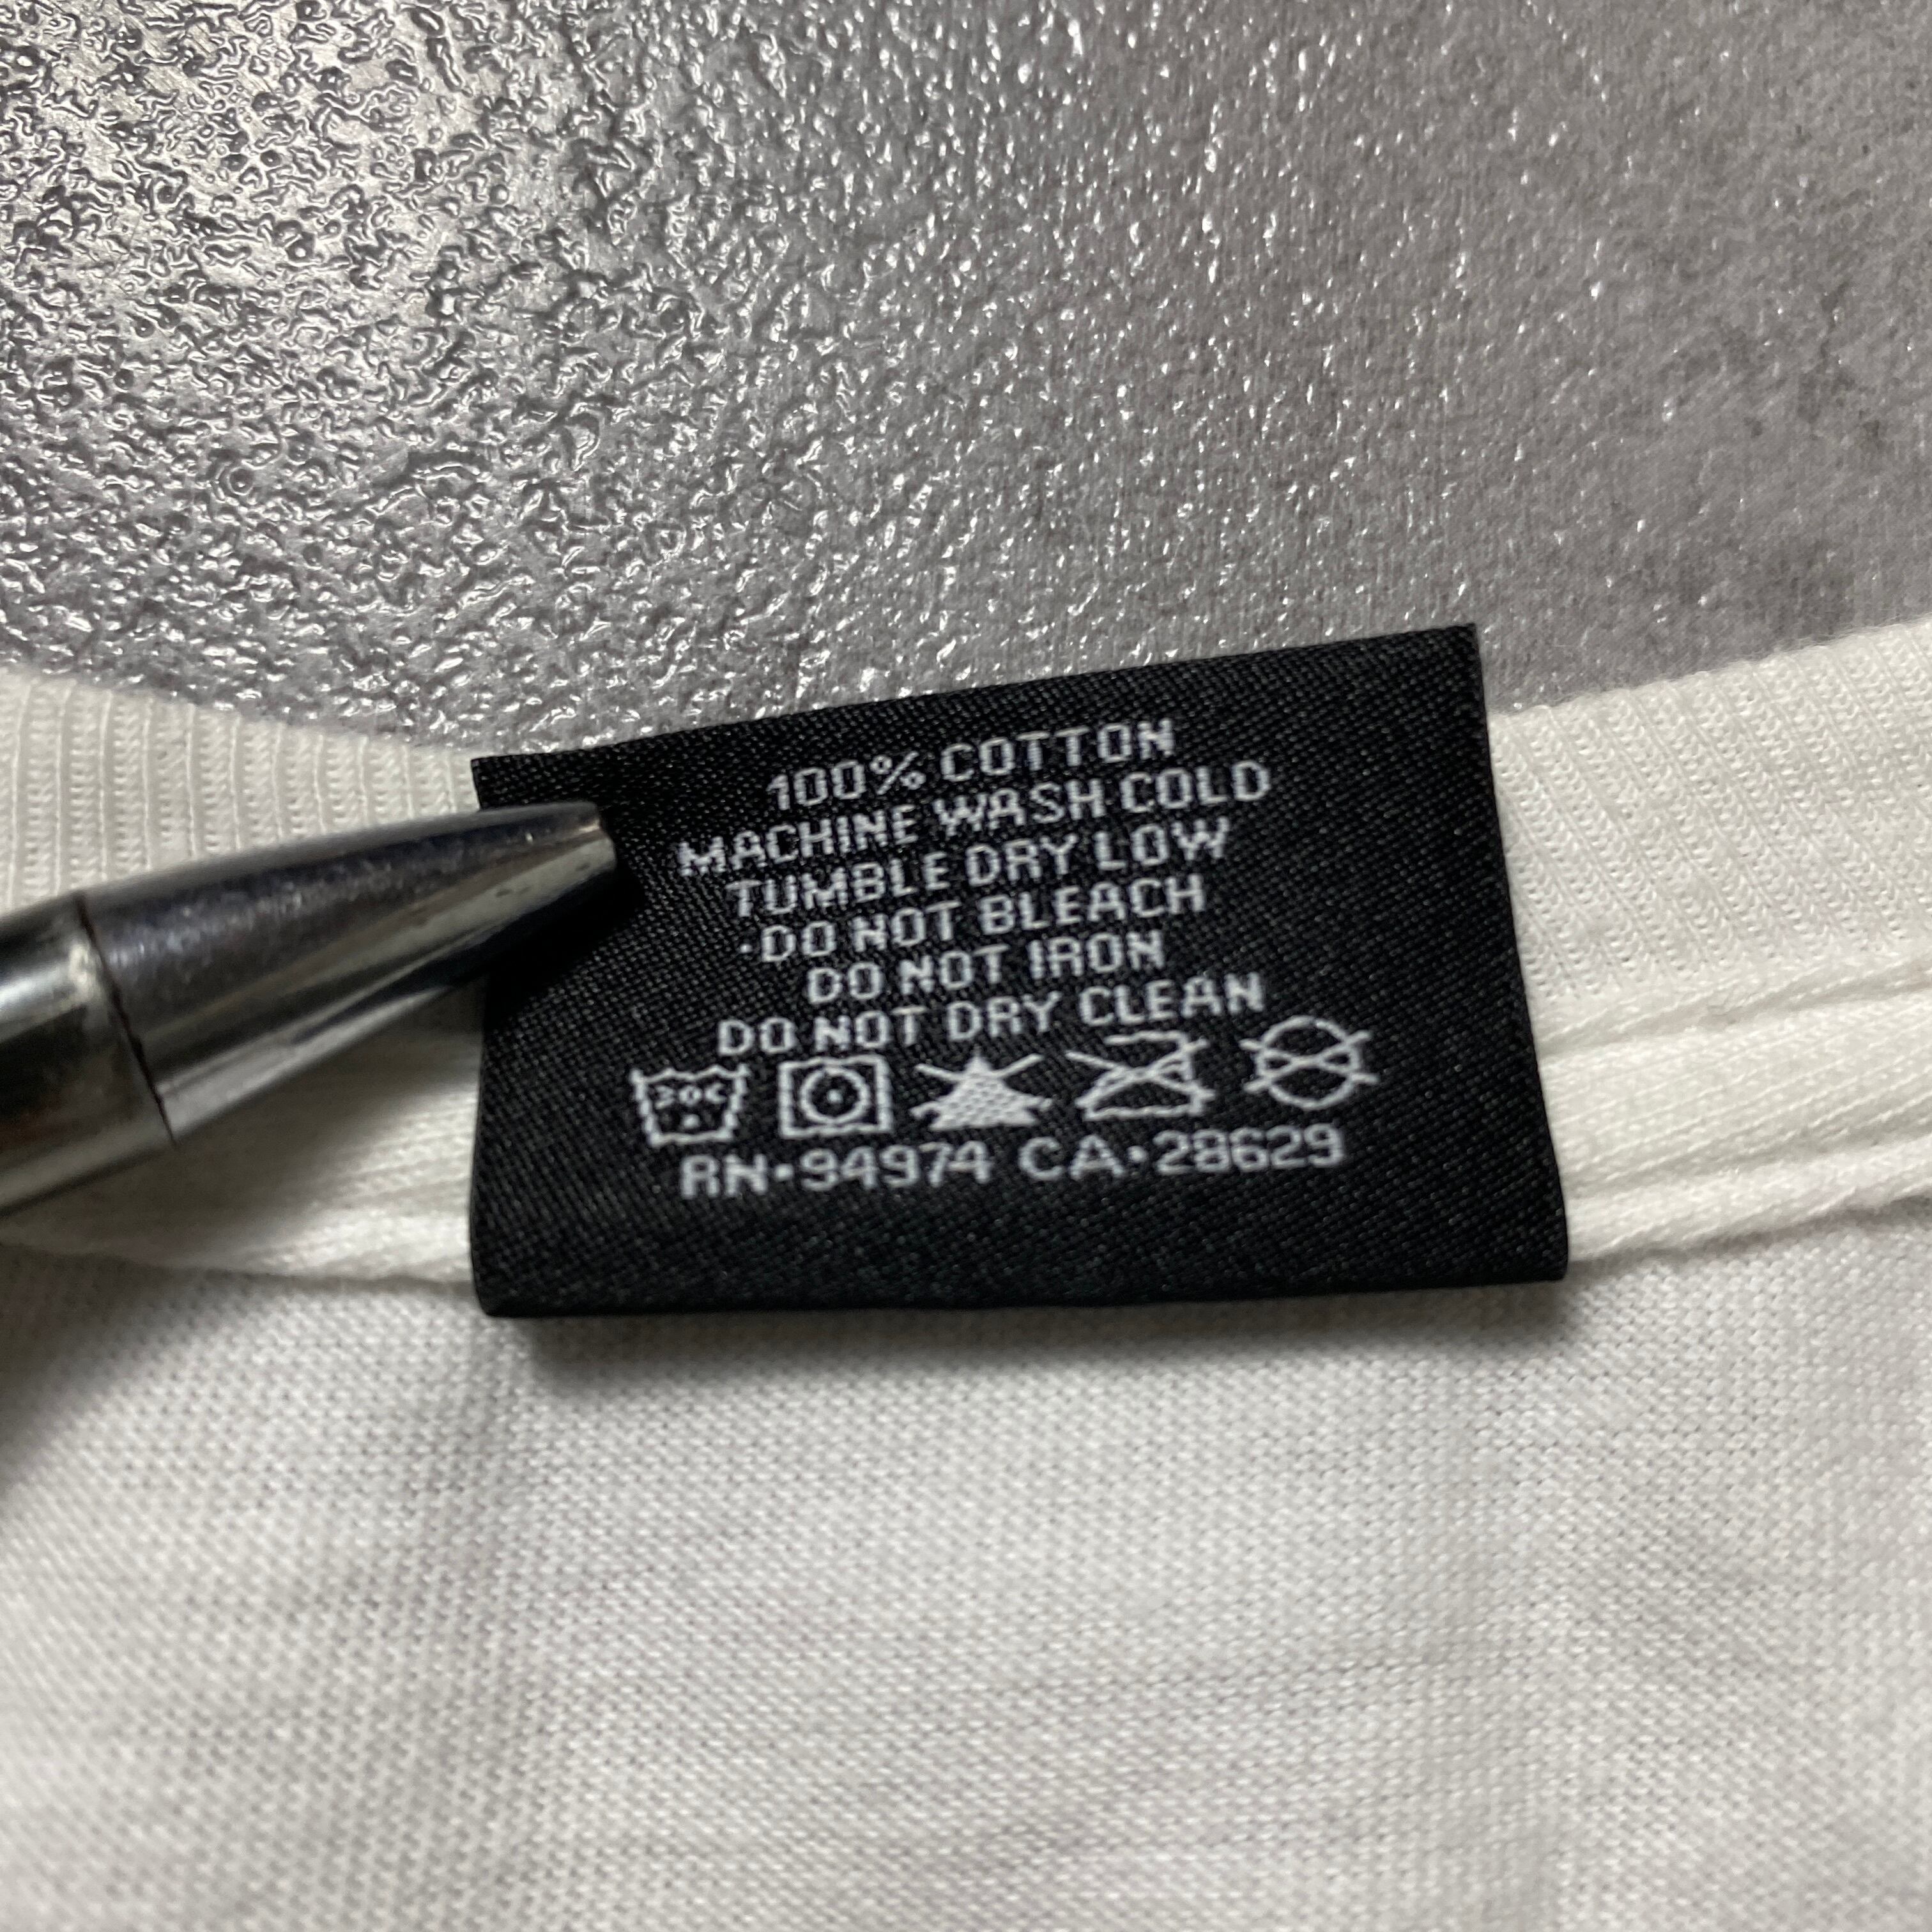 100% COTTON
MACHINE WASH COLD
TUMBLE DRY LOW
·DO NOT BLEACH
DO NOT IRON
DO NOT DRY CLEAN
30C
RN·94974 CA·28629